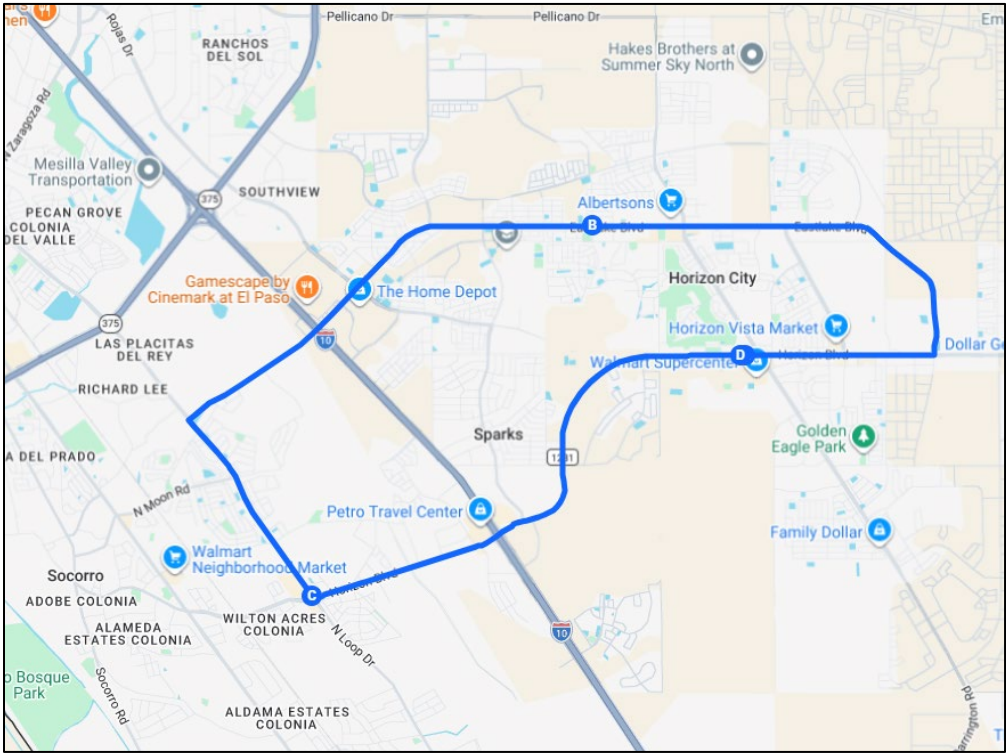 Pellicano Dr
Pellicano Dr
Rojas Dr
RANCHOS
DEL SOL
Hakes Brothers at
Summer Sky North
N Zaragoza Rd
Mesilla Valley
Transportation
375
SOUTHVIEW
PECAN GROVE
COLONIA
DEL VALLE
Albertsons
B
Eastlake Blvd
Eastlake Blvd
Gamescape by
Cinemark at El Paso
The Home Depot
Horizon City
375
10
LAS PLACITAS
DEL REY
Horizon Vista Market
Walmart Supercenter
D
Horizon Blvd
RICHARD LEE
Sparks
1281
Golden
Eagle Park
A DEL PRADO
N Moon Rd
Petro Travel Center
Family Dollar
Walmart
Neighborhood Market
Socorro
ADOBE COLONIA
C
Horizon Blvd
WILTON ACRES
COLONIA
ALAMEDA
ESTATES COLONIA
10
N Loop Dr
o Bosque
Park
Socorro Rd
ALDAMA ESTATES
COLONIA